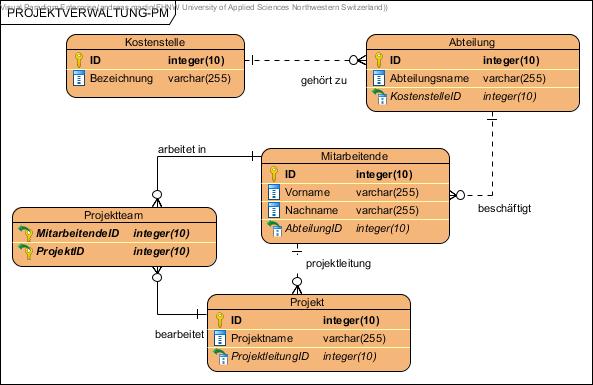 Visual Paradigm Enterprise(andreas.martin(FHNW University of Applied Sciences Northwestern Switzerland))
PROJEKTVERWALTUNG-PM
Kostenstelle
ID integer(10)
Bezeichnung varchar(255)
gehört zu
Abteilung
ID integer(10)
Abteilungsname varchar(255)
KostenstelleID integer(10)
arbeitet in
Mitarbeitende
ID integer(10)
Vorname varchar(255)
Nachname varchar(255)
AbteilungID integer(10)
beschäftigt
Projektteam
MitarbeitendeID integer(10)
ProjektID integer(10)
projektleitung
bearbeitet
Projekt
ID integer(10)
Projektname varchar(255)
ProjektleitungID integer(10)